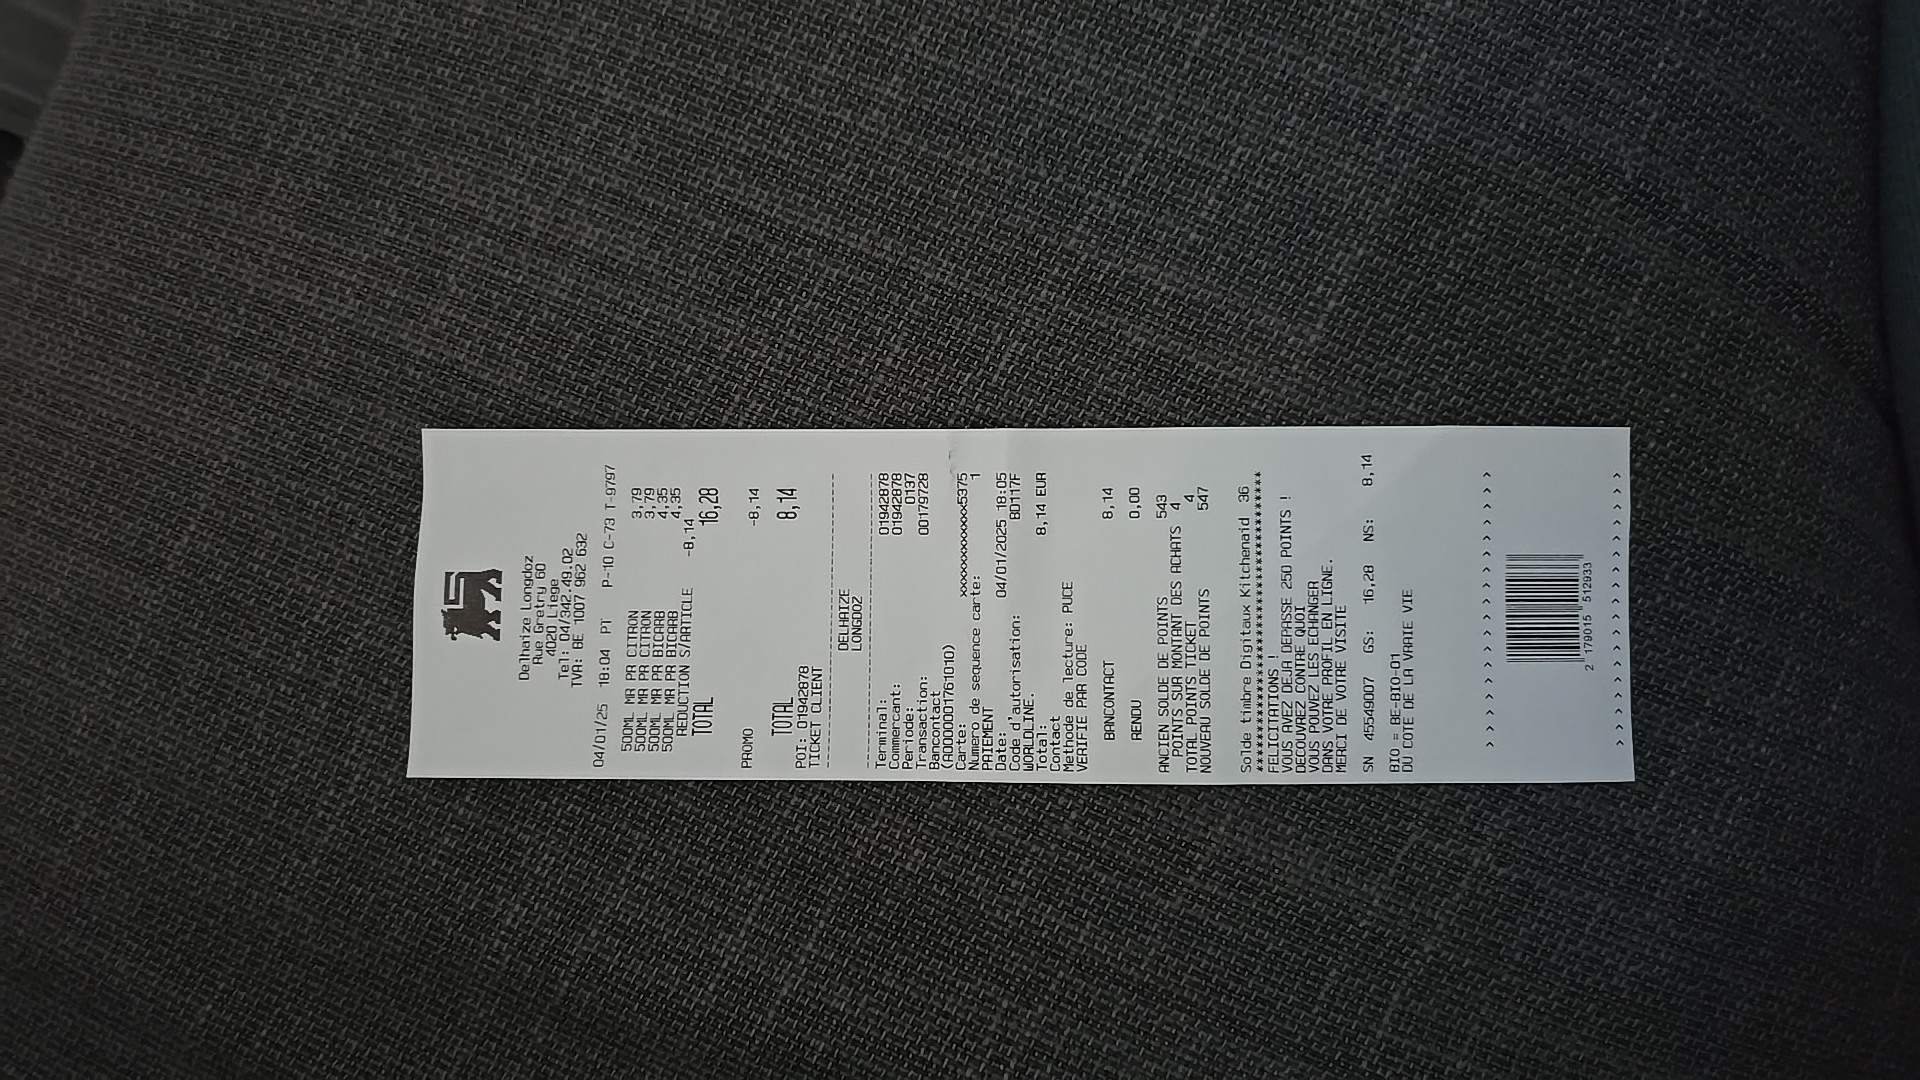 Delhaize Longdoz
Rue Gretry 60
4020 Liege
Tel: 04/342.49.02
TVA: BE 1007 962 632
04/01/25 18:04 PT P-10 C-73 T-9797
500ML MR PR CITRON 3,79
500ML MR PR CITRON 3,79
500ML MR PR BICARB 4,35
500ML MR PR BICARB 4,35
REDUCTION S/ARTICLE -8,14
TOTAL 16,28
PROMO -8,14
TOTAL 8,14
POI: 01942878
TICKET CLIENT
DELHAIZE
LONGDOZ
Terminal: 01942878
Commercant: 01942878
Periode: 0137
Transaction: 00179728
Bancontact
(A0000001761010)
Carte: xxxxxxxxxxxxx5375
Numero de sequence carte: 1
PAIEMENT
Date: 04/01/2025 18:05
Code d'autorisation: BD117F
WORLDLINE.
Total: 8,14 EUR
Contact
Methode de lecture: PUCE
VERIFIE PAR CODE
BANCONTACT 8,14
RENDU 0,00
ANCIEN SOLDE DE POINTS 543
POINTS SUR MONTANT DES ACHATS 4
TOTAL POINTS TICKET 4
NOUVEAU SOLDE DE POINTS 547
Solde timbre Digitaux Kitchenaid 36
************************************
FELICITATIONS !
VOUS AVEZ DEJA DEPASSE 250 POINTS !
DECOUVREZ CONTRE QUOI
VOUS POUVEZ LES ECHANGER
DANS VOTRE PROFIL EN LIGNE.
MERCI DE VOTRE VISITE
SN 45549007 GS: 16,28 NS: 8,14
BIO = BE-BIO-01
DU COTE DE LA VRAIE VIE
2 179015 512933